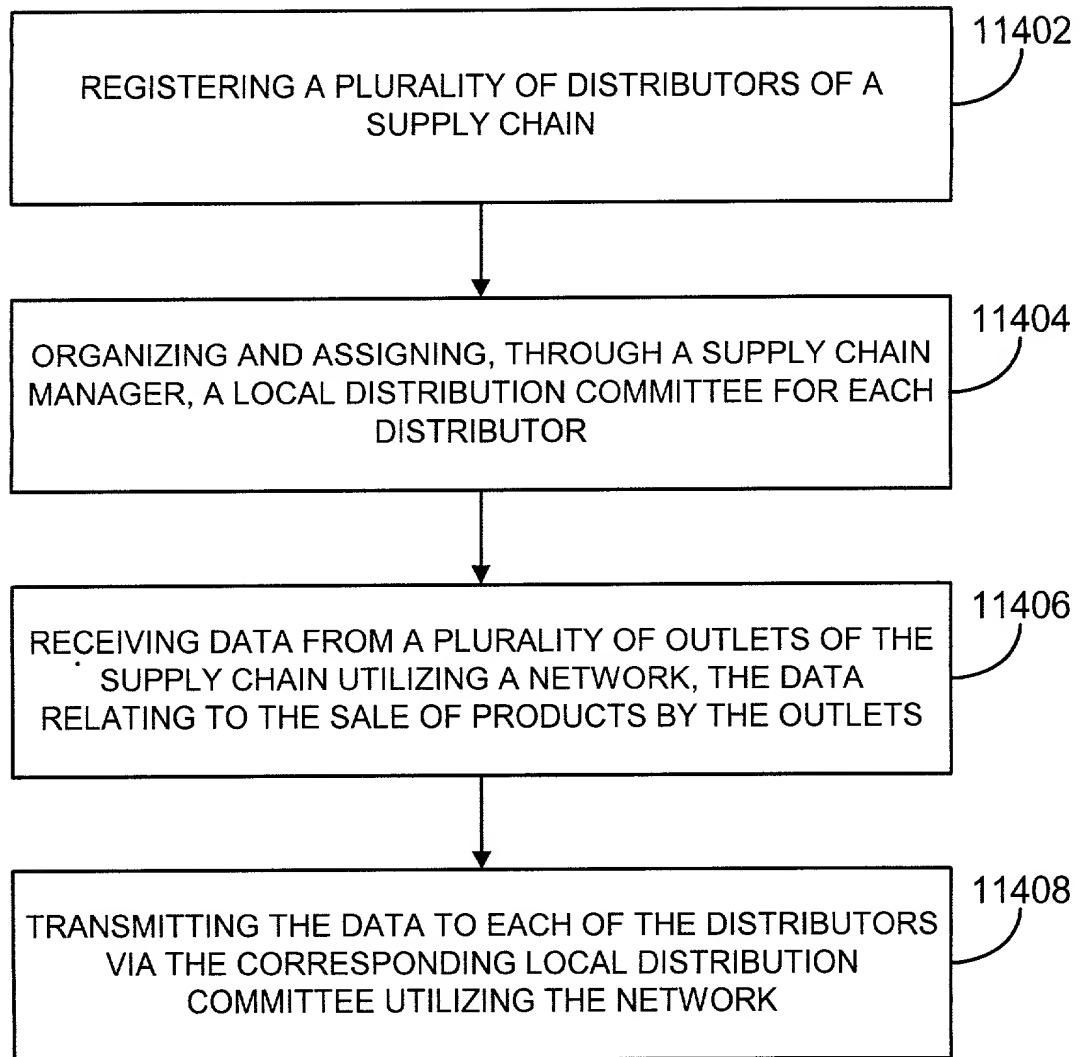 11402
REGISTERING A PLURALITY OF DISTRIBUTORS OF A
SUPPLY CHAIN
11404
ORGANIZING AND ASSIGNING, THROUGH A SUPPLY CHAIN
MANAGER, A LOCAL DISTRIBUTION COMMITTEE FOR EACH
DISTRIBUTOR
11406
RECEIVING DATA FROM A PLURALITY OF OUTLETS OF THE
SUPPLY CHAIN UTILIZING A NETWORK, THE DATA
RELATING TO THE SALE OF PRODUCTS BY THE OUTLETS
11408
TRANSMITTING THE DATA TO EACH OF THE DISTRIBUTORS
VIA THE CORRESPONDING LOCAL DISTRIBUTION
COMMITTEE UTILIZING THE NETWORK